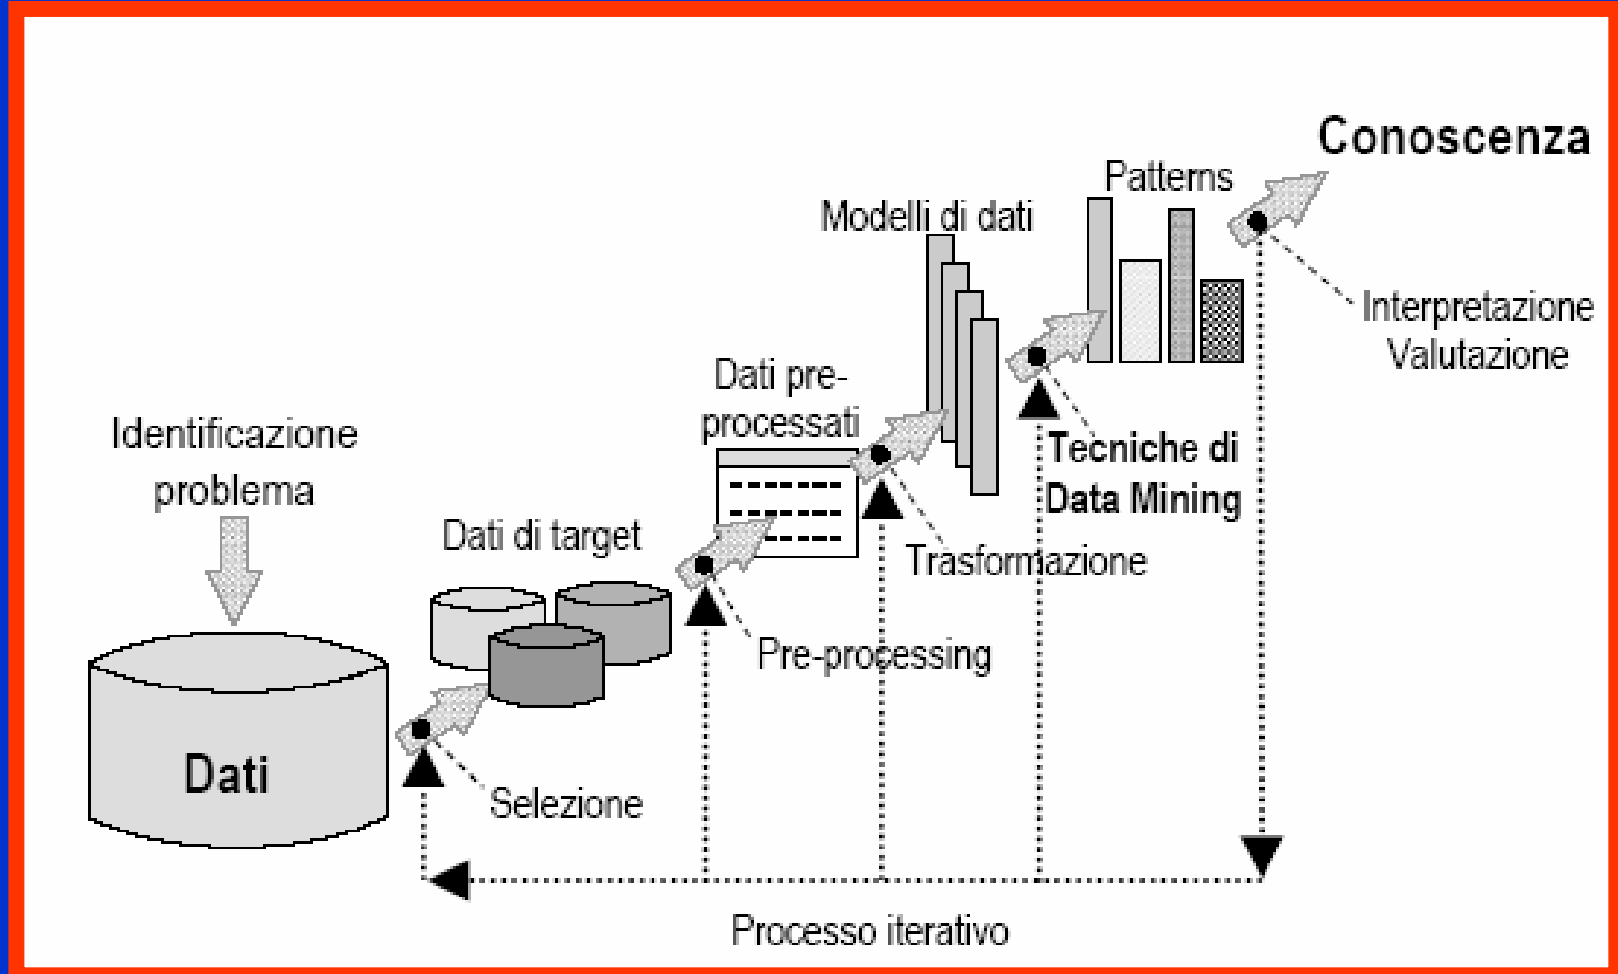 Conoscenza
Patterns
Modelli di dati
Interpretazione
Valutazione
Dati pre-
processati
Identificazione
problema
Tecniche di
Data Mining
Dati di target
Trasformazione
Pre-processing
Dati
Selezione
Processo iterativo